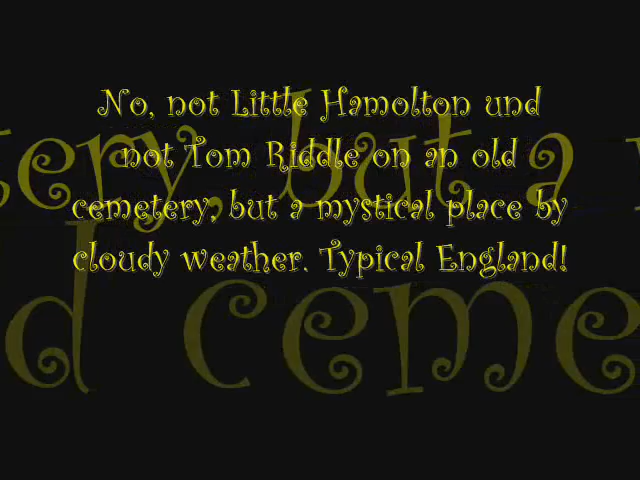 No, not Little Hamolton und
not Tom Riddle on an old
cemetery, but a mystical place by
cloudy weather. Typical England!